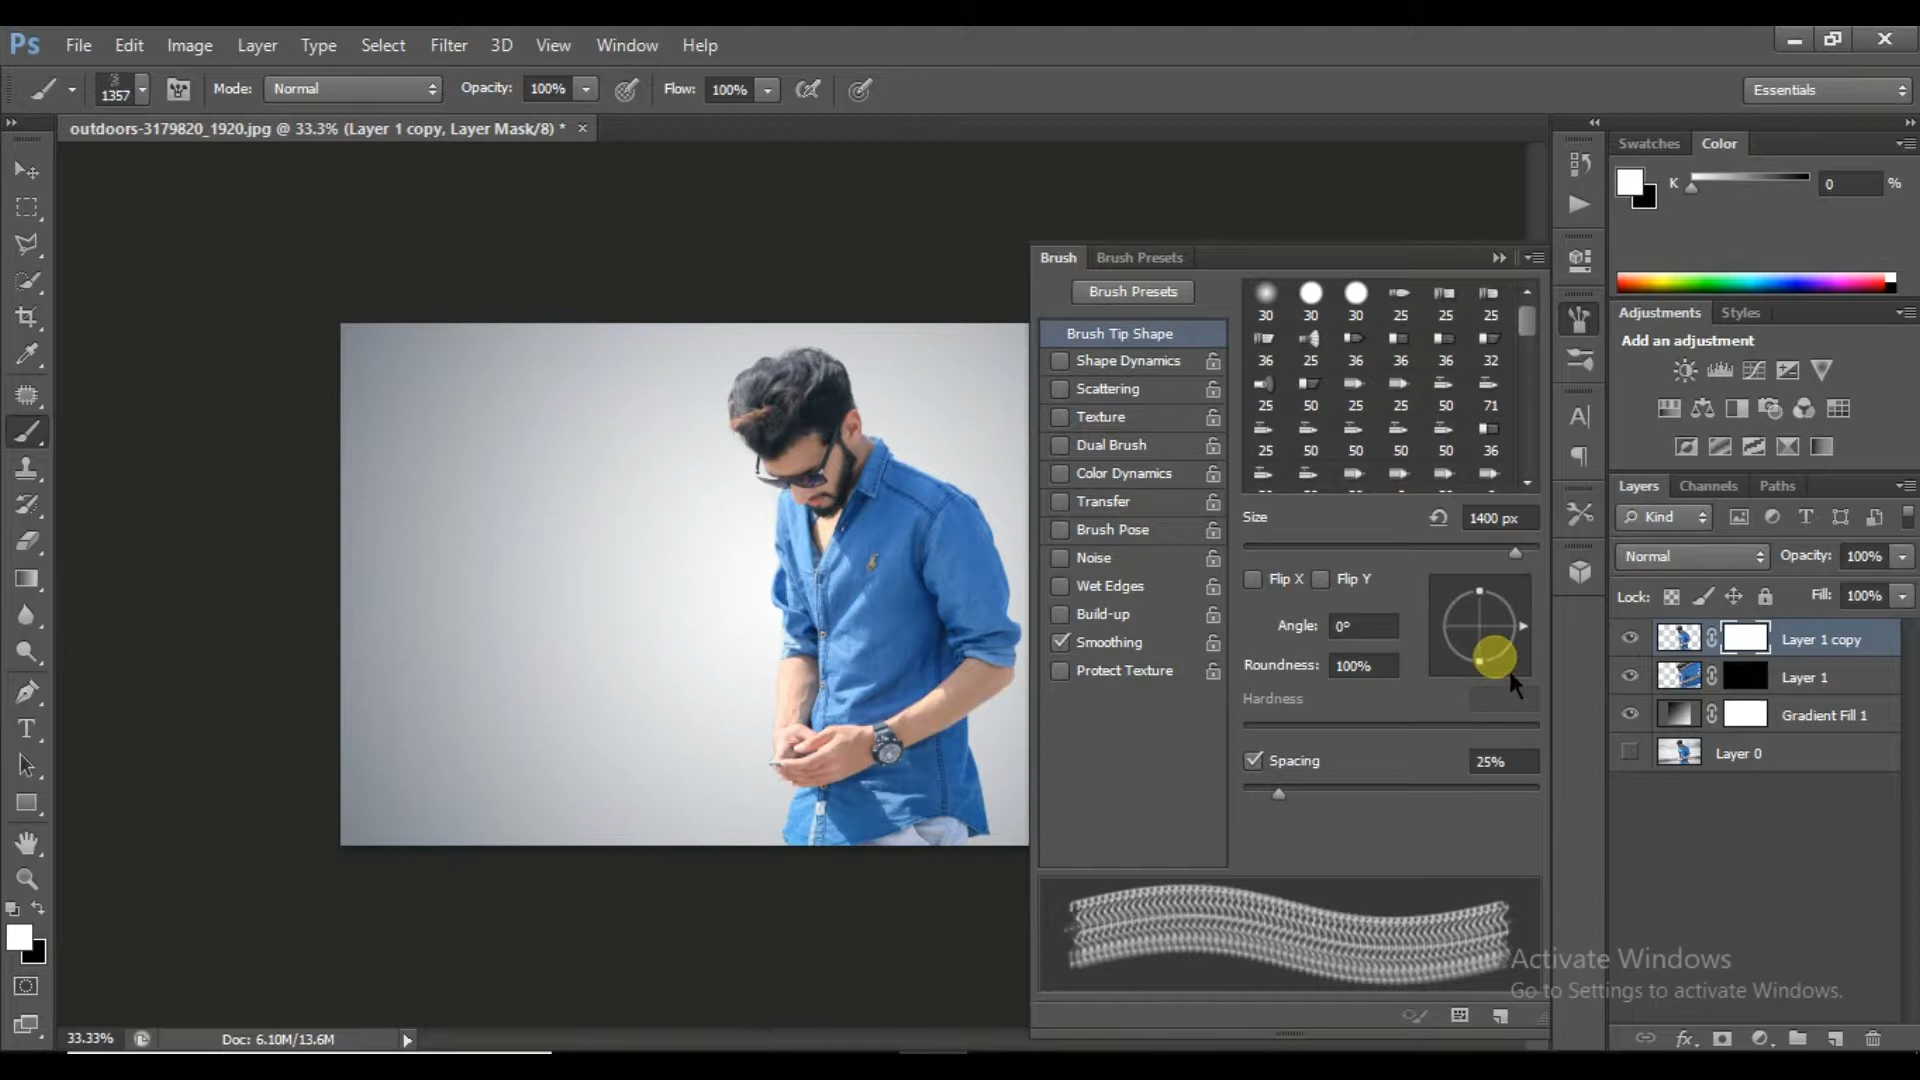 Ps File Edit Image Layer Type Select Filter 3D View Window Help
1357 Mode: Normal Opacity: 100% Flow: 100% Essentials
outdoors-3179820_1920.jpg @ 33.3% (Layer 1 copy, Layer Mask/8) * ×
Swatches Color
K 0 %
Brush Brush Presets
Brush Presets
Brush Tip Shape
Shape Dynamics
Scattering
Texture
Dual Brush
Color Dynamics
Transfer
Brush Pose
Noise
Wet Edges
Build-up
Smoothing
Protect Texture
30 30 30 25 25 25
36 25 36 36 36 32
25 50 25 25 50 71
25 50 50 50 50 36
Size 1400 px
Flip X Flip Y
Angle: 0º
Roundness: 100%
Hardness
Spacing 25%
Adjustments Styles
Add an adjustment
Layers Channels Paths
Kind
Normal Opacity: 100%
Lock: Fill: 100%
Layer 1 copy
Layer 1
Gradient Fill 1
Layer 0
Activate Windows
Go to Settings to activate Windows.
33.33% Doc: 6.10M/13.6M